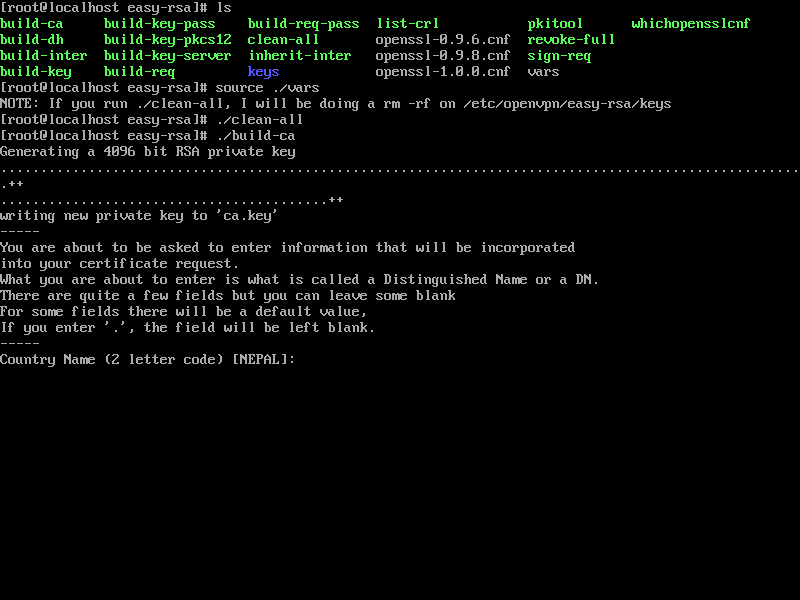 [root@localhost easy-rsa]# ls
build-ca     build-key-pass    build-req-pass  list-crl           pkitool      whichopensslcnf
build-dh     build-key-pkcs12  clean-all       openssl-0.9.6.cnf  revoke-full
build-inter  build-key-server  inherit-inter   openssl-0.9.8.cnf  sign-req
build-key    build-req         keys            openssl-1.0.0.cnf  vars
[root@localhost easy-rsa]# source ./vars
NOTE: If you run ./clean-all, I will be doing a rm -rf on /etc/openvpn/easy-rsa/keys
[root@localhost easy-rsa]# ./clean-all
[root@localhost easy-rsa]# ./build-ca
Generating a 4096 bit RSA private key
....................................................................................................
.++
.........................................++
writing new private key to 'ca.key'
-----
You are about to be asked to enter information that will be incorporated
into your certificate request.
What you are about to enter is what is called a Distinguished Name or a DN.
There are quite a few fields but you can leave some blank
For some fields there will be a default value,
If you enter '.', the field will be left blank.
-----
Country Name (2 letter code) [NEPAL]: